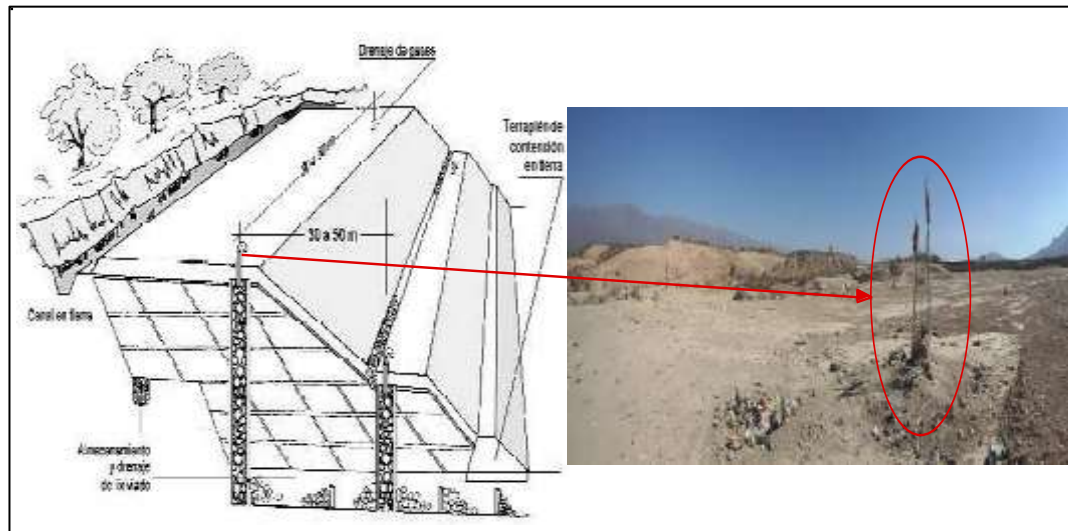 Drenaje de gases
Terraplén de
contención
en tierra
30 a 50 m
Canal en tierra
Almacenamiento
y drenaje
de lixiviado